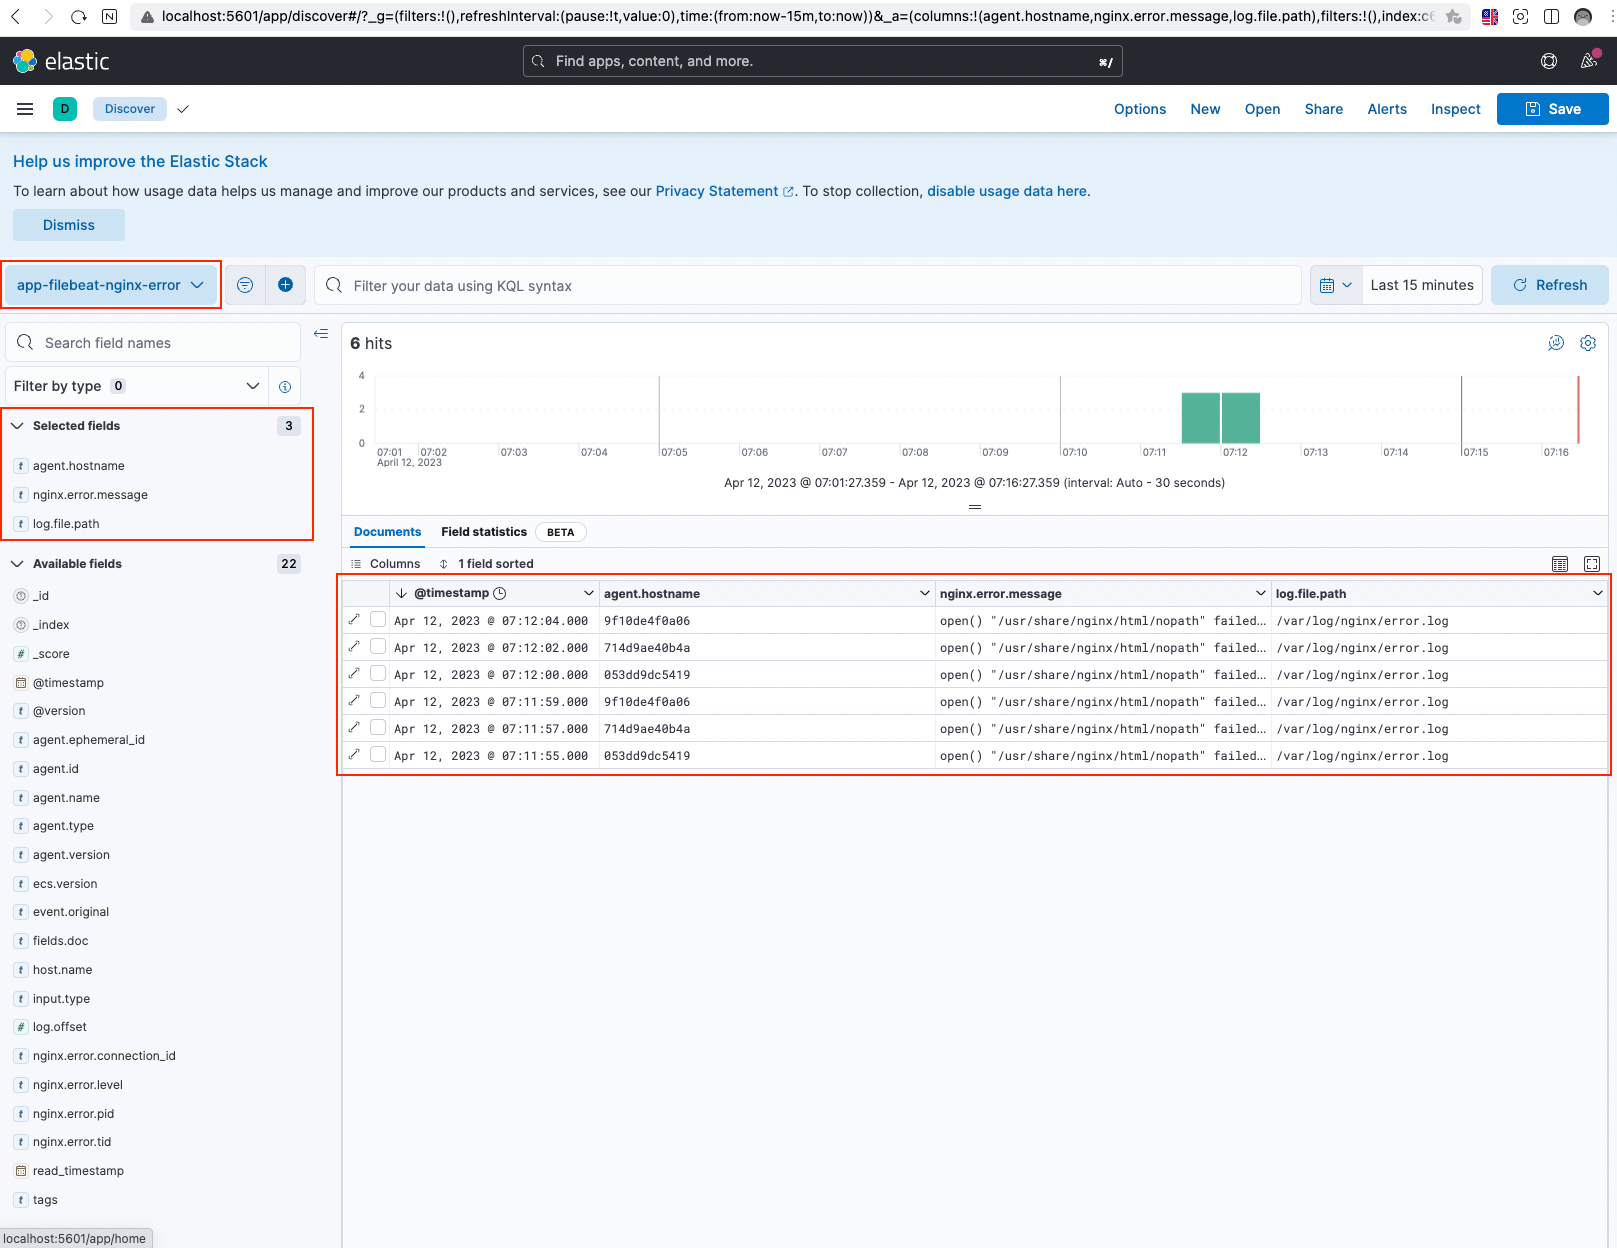 localhost:5601/app/discover#/?_g=(filters:!(),refreshInterval:(pause:!t,value:0),time:(from:now-15m,to:now))&_a=(columns:!(agent.hostname,nginx.error.message,log.file.path),filters:!(),index:c
elastic
Find apps, content, and more.
⌘/
D
Discover
Options
New
Open
Share
Alerts
Inspect
Save
Help us improve the Elastic Stack
To learn about how usage data helps us manage and improve our products and services, see our Privacy Statement. To stop collection, disable usage data here.
Dismiss
app-filebeat-nginx-error
Filter your data using KQL syntax
Last 15 minutes
Refresh
Search field names
Filter by type 0
Selected fields 3
t agent.hostname
t nginx.error.message
t log.file.path
Available fields 22
_id
_index
# _score
@timestamp
t @version
t agent.ephemeral_id
t agent.id
t agent.name
t agent.type
t agent.version
t ecs.version
t event.original
t fields.doc
t host.name
t input.type
# log.offset
t nginx.error.connection_id
t nginx.error.level
t nginx.error.pid
t nginx.error.tid
read_timestamp
t tags
6 hits
4
2
0
07:01 07:02 07:03 07:04 07:05 07:06 07:07 07:08 07:09 07:10 07:11 07:12 07:13 07:14 07:15 07:16
April 12, 2023
Apr 12, 2023 @ 07:01:27.359 - Apr 12, 2023 @ 07:16:27.359 (interval: Auto - 30 seconds)
Documents
Field statistics
BETA
Columns
1 field sorted
@timestamp agent.hostname nginx.error.message log.file.path
Apr 12, 2023 @ 07:12:04.000 9f10de4f0a06 open() "/usr/share/nginx/html/nopath" failed... /var/log/nginx/error.log
Apr 12, 2023 @ 07:12:02.000 714d9ae40b4a open() "/usr/share/nginx/html/nopath" failed... /var/log/nginx/error.log
Apr 12, 2023 @ 07:12:00.000 053dd9dc5419 open() "/usr/share/nginx/html/nopath" failed... /var/log/nginx/error.log
Apr 12, 2023 @ 07:11:59.000 9f10de4f0a06 open() "/usr/share/nginx/html/nopath" failed... /var/log/nginx/error.log
Apr 12, 2023 @ 07:11:57.000 714d9ae40b4a open() "/usr/share/nginx/html/nopath" failed... /var/log/nginx/error.log
Apr 12, 2023 @ 07:11:55.000 053dd9dc5419 open() "/usr/share/nginx/html/nopath" failed... /var/log/nginx/error.log
localhost:5601/app/home